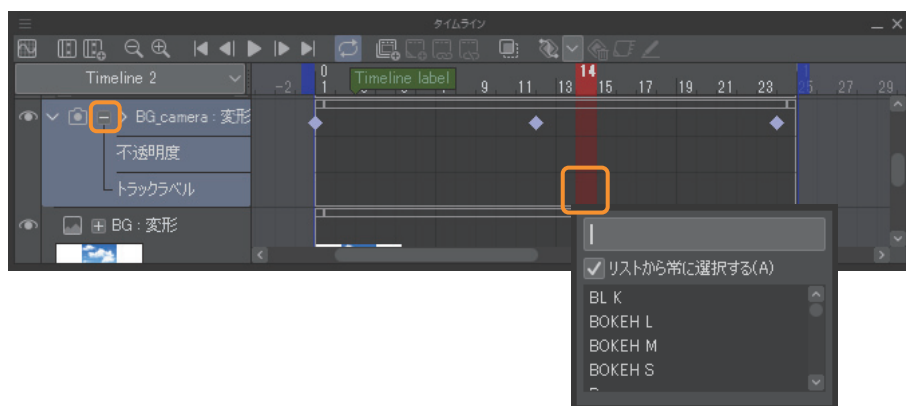 タイムライン
Timeline 2
-2 0 1 Timeline label 9 11 13 14 15 17 19 21 23 25 27 29
BG_camera : 変形
不透明度
トラックラベル
BG : 変形
リストから常に選択する(A)
BL K
BOKEH L
BOKEH M
BOKEH S